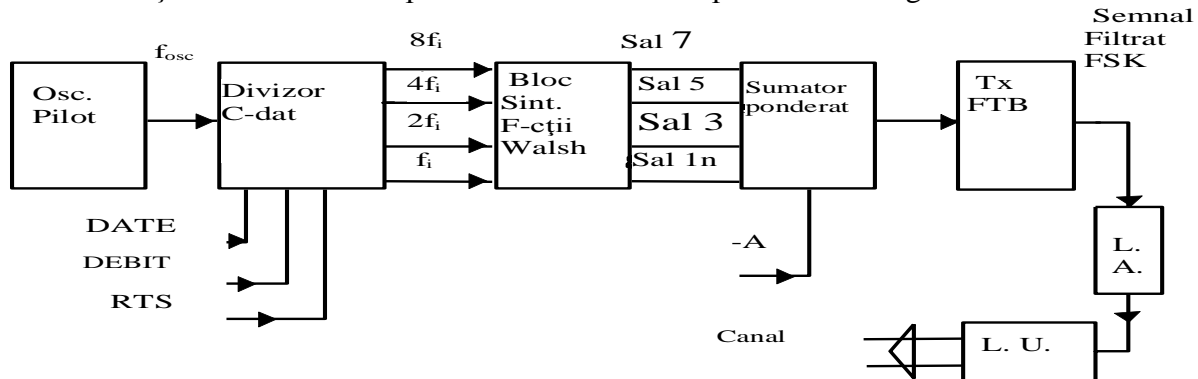 Semnal
Filtrat
FSK
fosc
8fi
Sal 7
Osc.
Pilot
Divizor
C-dat
4fi
2fi
fi
Bloc
Sint.
F-cţii
Walsh
Sal 5
Sal 3
Sal 1n
Sumator
ponderat
Tx
FTB
DATE
DEBIT
RTS
-A
L.
A.
Canal
L. U.